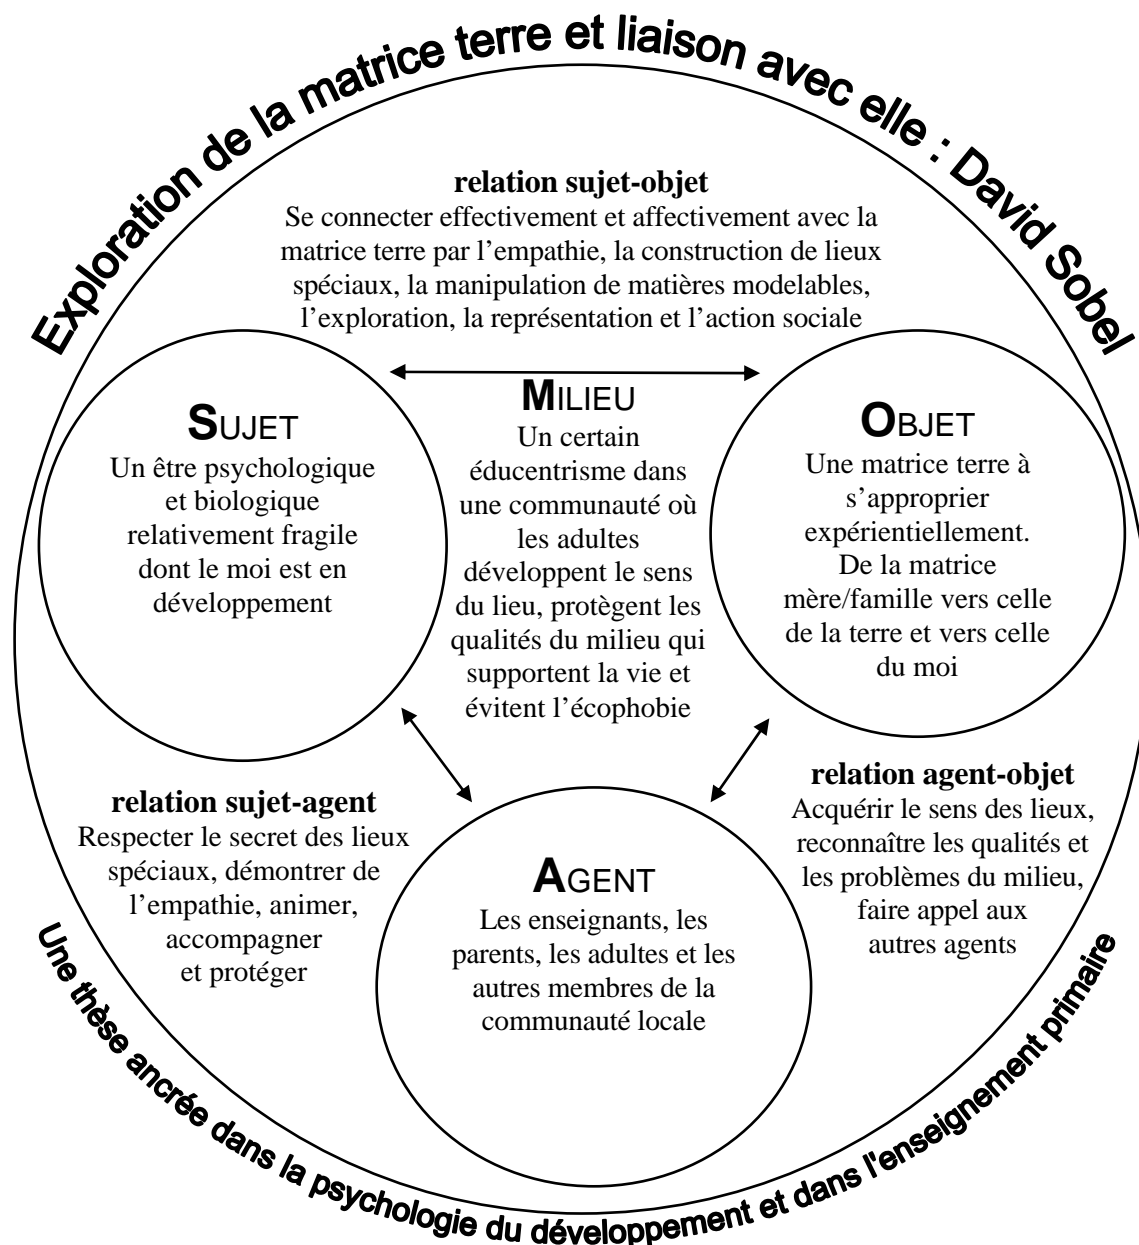 Exploration de la matrice terre et liaison avec elle : David Sobel
relation sujet-objet
Se connecter effectivement et affectivement avec la
matrice terre par l’empathie, la construction de lieux
spéciaux, la manipulation de matières modelables,
l’exploration, la représentation et l’action sociale
SUJET
Un être psychologique
et biologique
relativement fragile
dont le moi est en
développement
MILIEU
Un certain
éducentrisme dans
une communauté où
les adultes
développent le sens
du lieu, protègent les
qualités du milieu qui
supportent la vie et
évitent l’écophobie
OBJET
Une matrice terre à
s’approprier
expérientiellement.
De la matrice
mère/famille vers celle
de la terre et vers celle
du moi
relation sujet-agent
Respecter le secret des lieux
spéciaux, démontrer de
l’empathie, animer,
accompagner
et protéger
AGENT
Les enseignants, les
parents, les adultes et les
autres membres de la
communauté locale
relation agent-objet
Acquérir le sens des lieux,
reconnaître les qualités et
les problèmes du milieu,
faire appel aux
autres agents
Une thèse ancrée dans la psychologie du développement et dans l'enseignement primaire